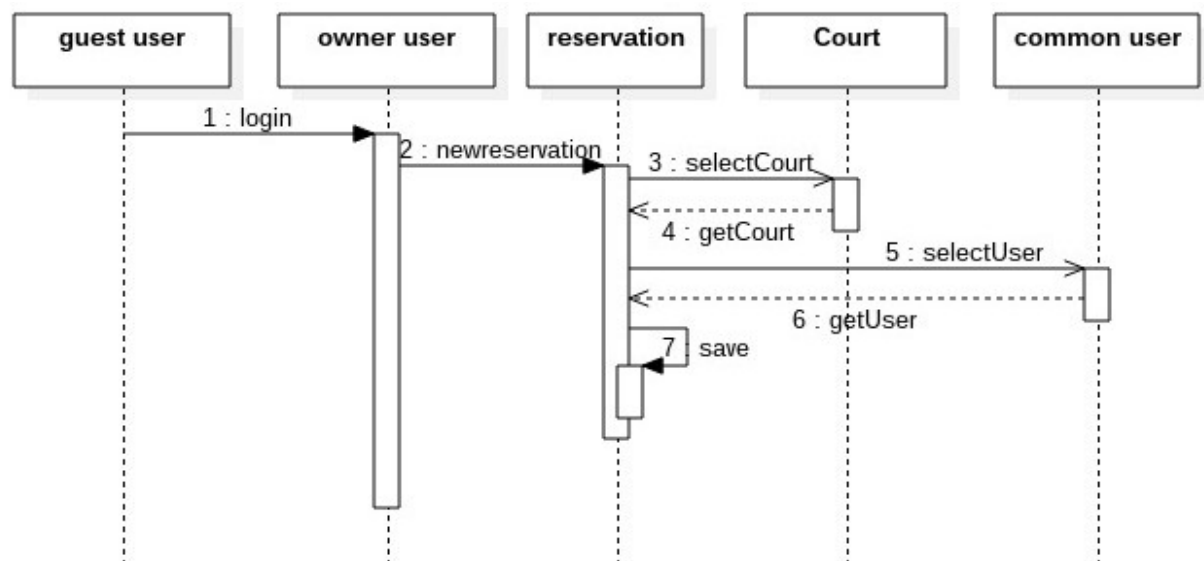 guest user
owner user
reservation
Court
common user
1 : login
2 : newreservation
3 : selectCourt
4 : getCourt
5 : selectUser
6 : getUser
7 : save